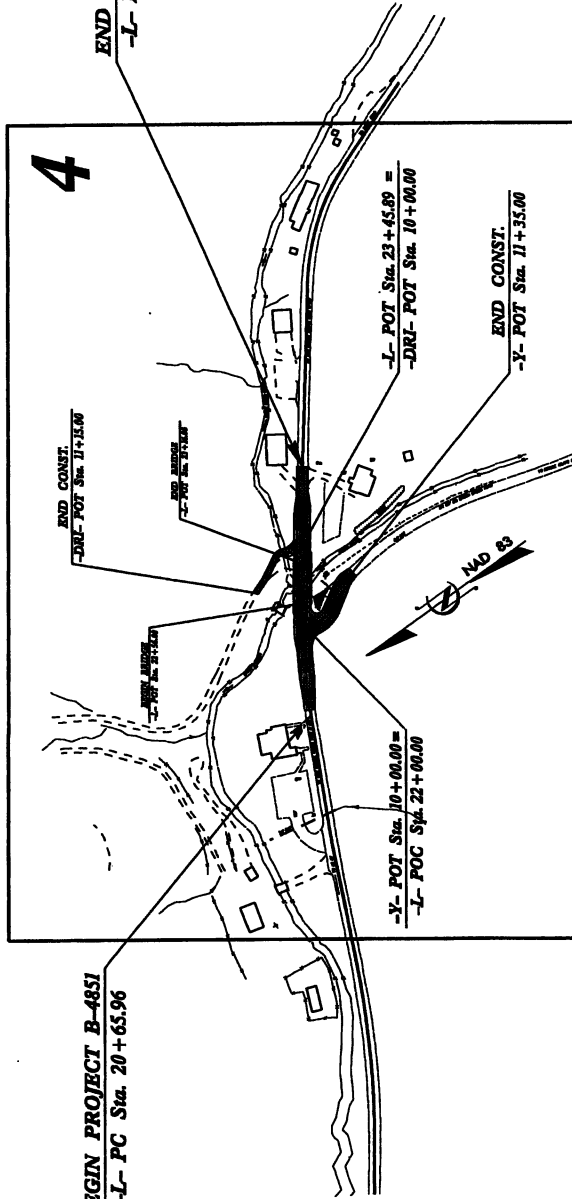 END
-L-
4
END CONST.
-DRI- POT Sta. 11+15.00
END BRIDGE
BEGIN BRIDGE
-L- POT Sta. 23+45.89 =
-DRI- POT Sta. 10+00.00
END CONST.
-Y- POT Sta. 11+35.00
NAD 83
-Y- POT Sta. 10+00.00 =
-L- POC Sta. 22+00.00
EGIN PROJECT B-4851
-L- PC Sta. 20+65.96